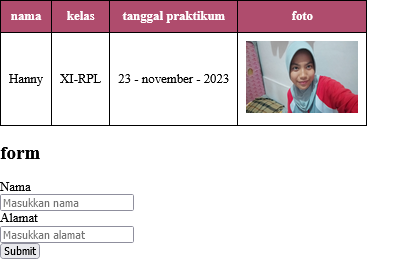 nama kelas tanggal praktikum foto
Hanny XI-RPL 23 - november - 2023
form
Nama
Masukkan nama
Alamat
Masukkan alamat
Submit